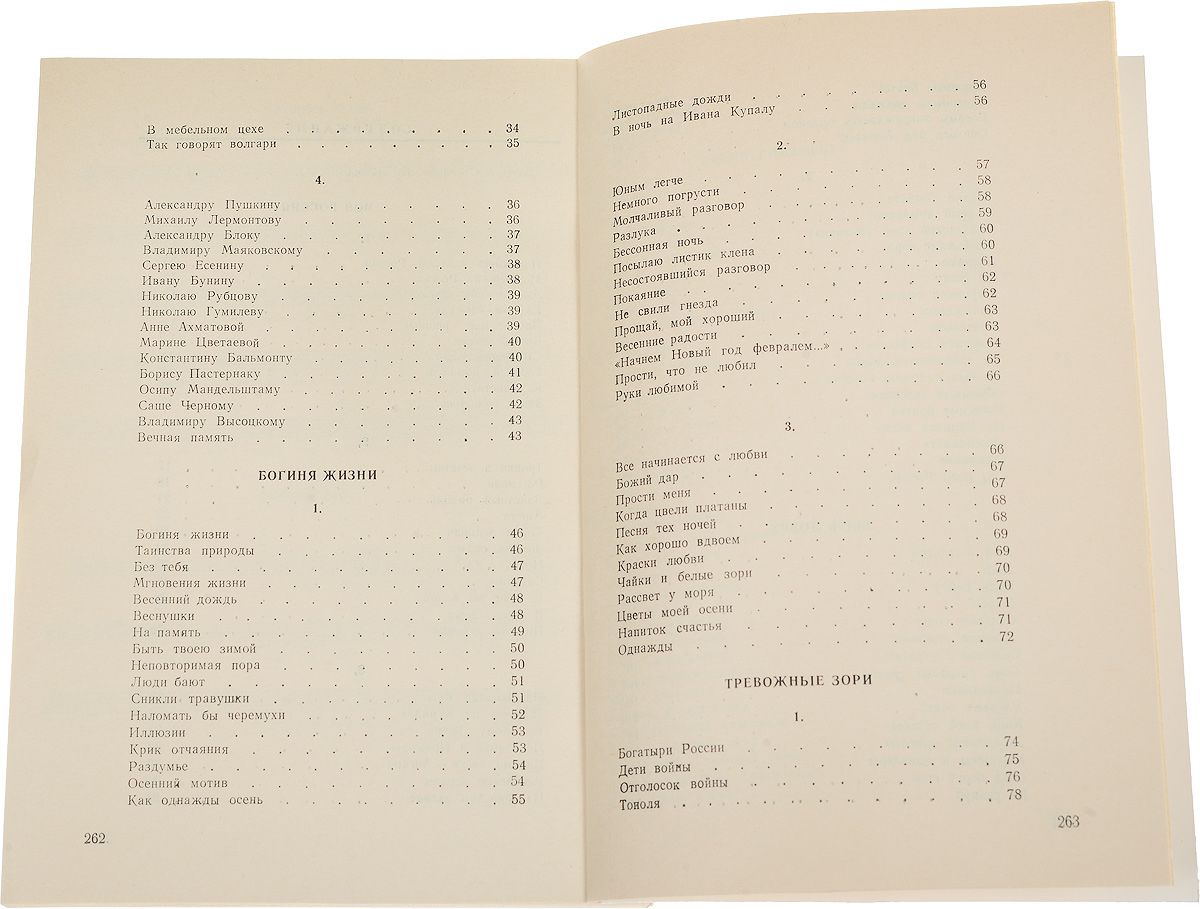 В мебельном цехе . . . . . . . . 34
Так говорят волгари . . . . . . . . . 35
4.
Александру Пушкину . . . . . . 36
Михаилу Лермонтову . . . . . . 36
Александру Блоку . . . . . . . 37
Владимиру Маяковскому . . . . . . 37
Сергею Есенину . . . . . . . . 38
Ивану Бунину . . . . . . . . 38
Николаю Рубцову . . . . . . . 39
Николаю Гумилеву . . . . . . . 39
Анне Ахматовой . . . . . . . . 39
Марине Цветаевой . . . . . . . 40
Константину Бальмонту . . . . . . 40
Борису Пастернаку . . . . . . . 41
Осипу Мандельштаму . . . . . . . 42
Саше Черному . . . . . . . . 42
Владимиру Высоцкому . . . . . . . 43
Вечная память . . . . . . . . 43
БОГИНЯ ЖИЗНИ
1.
Богиня жизни . . . . . . . . 46
Таинства природы . . . . . . . 46
Без тебя . . . . . . . . . 47
Мгновения жизни . . . . . . . 47
Весенний дождь . . . . . . . . 48
Веснушки . . . . . . . . . 48
На память . . . . . . . . . 49
Быть твоею зимой . . . . . . . 50
Неповторимая пора . . . . . . . 50
Люди бают . . . . . . . . . 51
Сникли травушки . . . . . . . 51
Наломать бы черемухи . . . . . . 52
Иллюзии . . . . . . . . . 53
Крик отчаяния . . . . . . . . 53
Раздумье . . . . . . . . . 54
Осенний мотив . . . . . . . . 54
Как однажды осень . . . . . . . 55
262
Листопадные дожди . . . . . . . 56
В ночь на Ивана Купалу . . . . . . 56
2.
Юным легче . . . . . . . . 57
Немного погрусти . . . . . . . 58
Молчаливый разговор . . . . . . . 58
Разлука . . . . . . . . . 59
Бессонная ночь . . . . . . . . 60
Посылаю листик клена . . . . . . 60
Несостоявшийся разговор . . . . . . 61
Покаяние . . . . . . . . . 62
Не свили гнезда . . . . . . . . 62
Прощай, мой хороший . . . . . . 63
Весенние радости . . . . . . . 63
«Начнем Новый год февралем...» . . . . . 64
Прости, что не любил . . . . . . 65
Руки любимой . . . . . . . . 66
3.
Все начинается с любви . . . . . . 66
Божий дар . . . . . . . . . 67
Прости меня . . . . . . . . 67
Когда цвели платаны . . . . . . . 68
Песня тех ночей . . . . . . . 68
Как хорошо вдвоем . . . . . . . 69
Краски любви . . . . . . . . 69
Чайки и белые зори . . . . . . . 70
Рассвет у моря . . . . . . . . 70
Цветы моей осени . . . . . . . 71
Напиток счастья . . . . . . . . 71
Однажды . . . . . . . . . 72
ТРЕВОЖНЫЕ ЗОРИ
1.
Богатыри России . . . . . . . . 74
Дети войны . . . . . . . . 75
Отголосок войны . . . . . . . . 76
Тоноля . . . . . . . . . 78
263